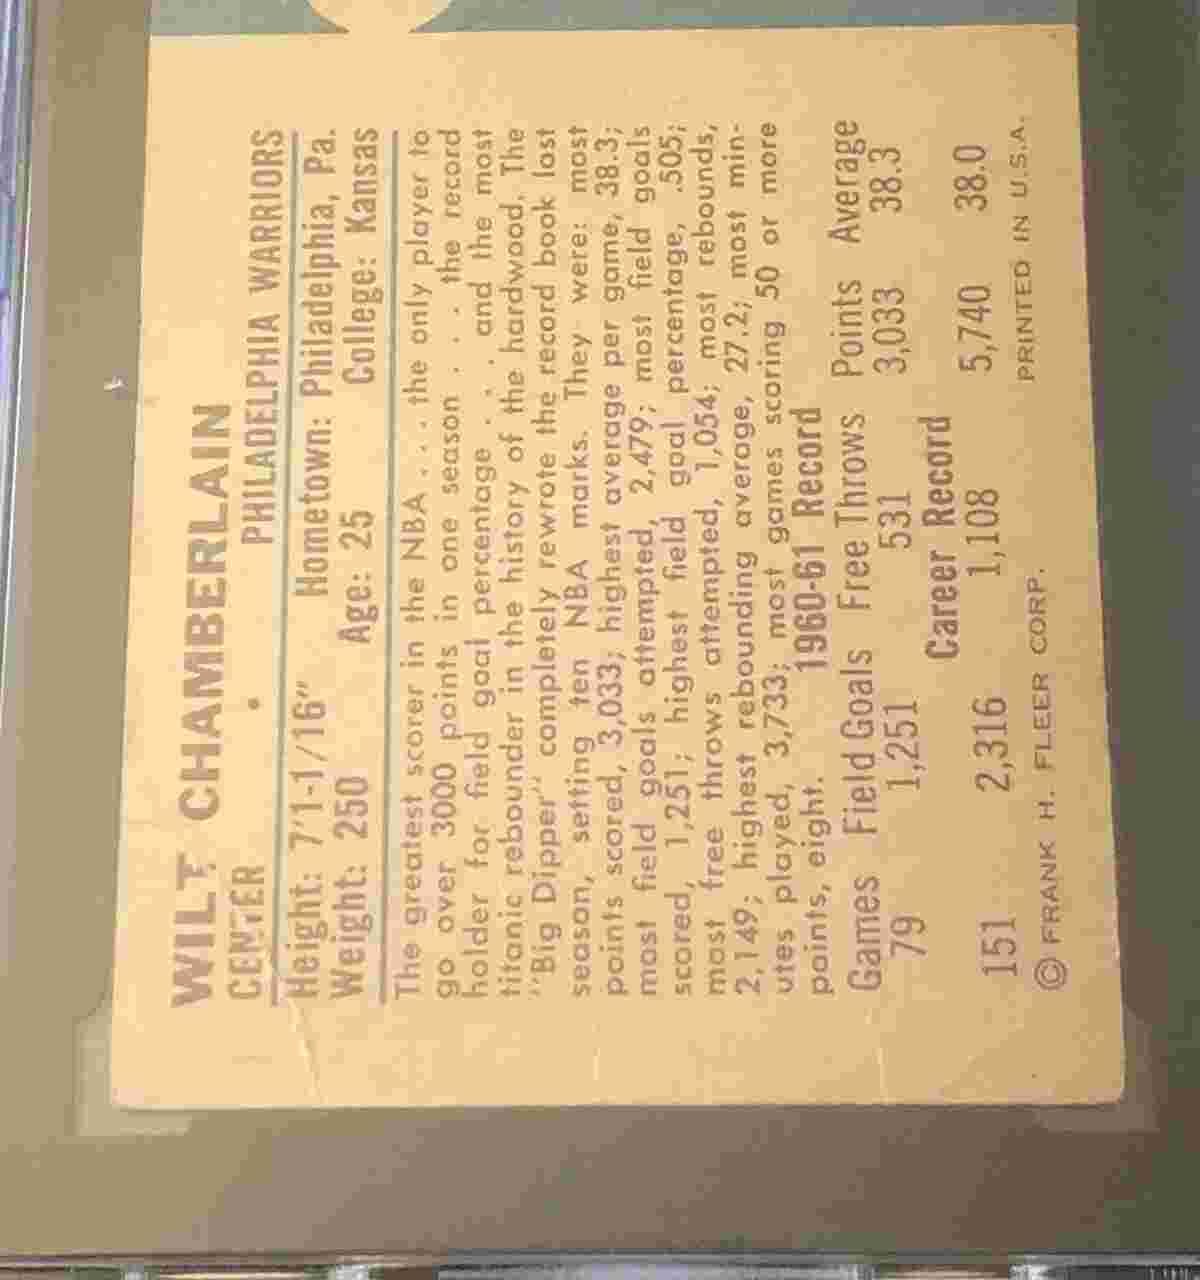 WILT CHAMBERLAIN
CENTER • PHILADELPHIA WARRIORS
Height: 7'1-1/16" Hometown: Philadelphia, Pa.
Weight: 250 Age: 25 College: Kansas
The greatest scorer in the NBA . . . the only player to
go over 3000 points in one season . . . the record
holder for field goal percentage . . . and the most
titanic rebounder in the history of the hardwood. The
"Big Dipper" completely rewrote the record book last
season, setting ten NBA marks. They were: most
points scored, 3,033; highest average per game, 38.3;
most field goals attempted, 2,479; most field goals
scored, 1,251; highest field goal percentage, .505;
most free throws attempted, 1,054; most rebounds,
2,149; highest rebounding average, 27.2; most min-
utes played, 3,733; most games scoring 50 or more
points, eight.
1960-61 Record
Games Field Goals Free Throws Points Average
79 1,251 531 3,033 38.3
Career Record
151 2,316 1,108 5,740 38.0
© FRANK H. FLEER CORP. PRINTED IN U.S.A.